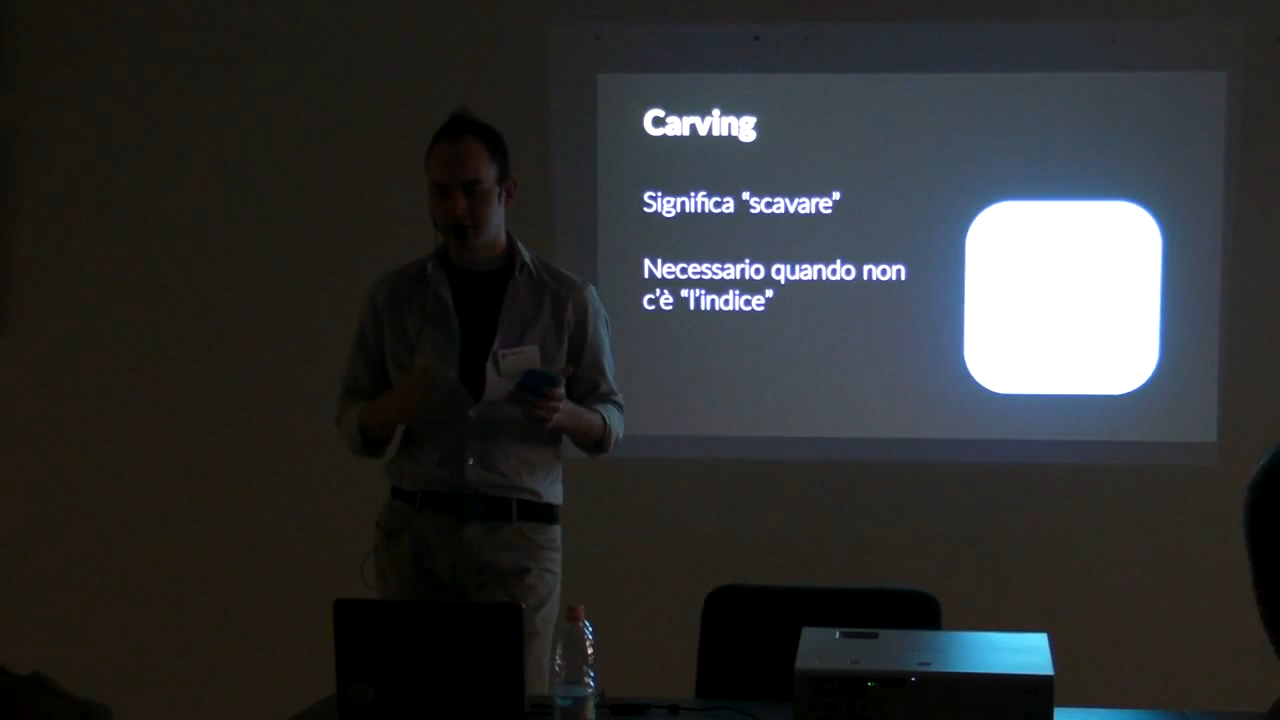 Carving
Significa “scavare”
Necessario quando non
c’è “l’indice”